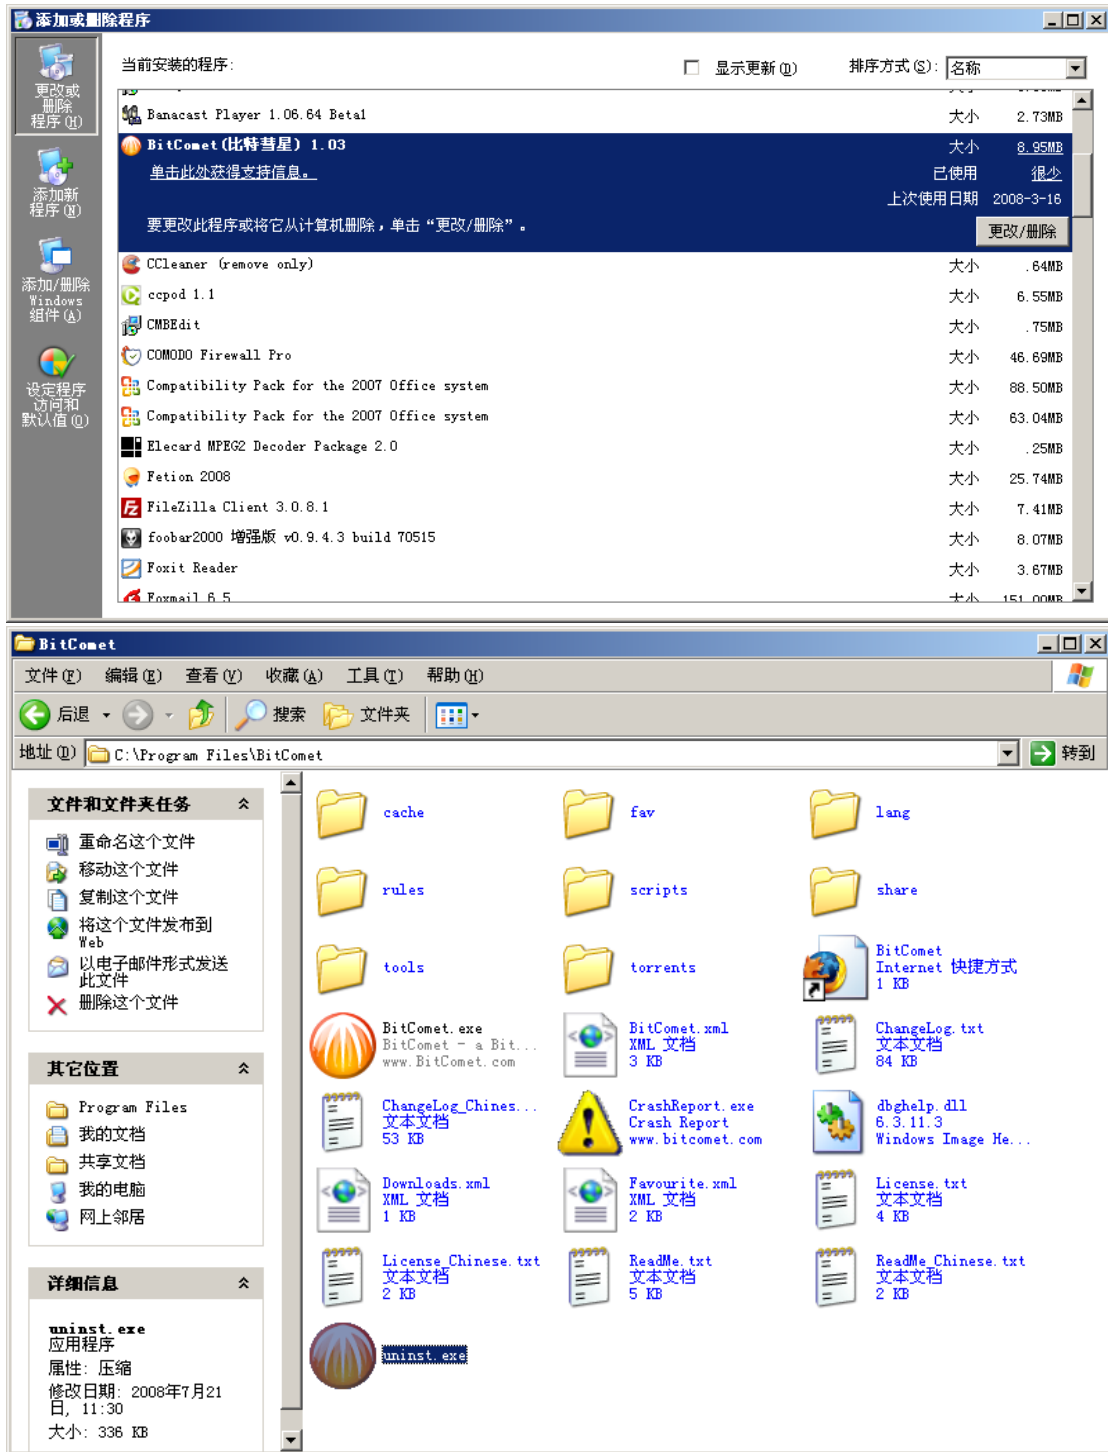 添加或删除程序
更改或
删除
程序(H)
添加新
程序(N)
添加/删除
Windows
组件(A)
设定程序
访问和
默认值(O)
当前安装的程序:
显示更新(D)
排序方式(S): 名称
Banacast Player 1.06.64 Beta1 大小 2.73MB
BitComet(比特彗星) 1.03 大小 8.95MB
单击此处获得支持信息。 已使用 很少
上次使用日期 2008-3-16
要更改此程序或将它从计算机删除，单击“更改/删除”。 更改/删除
CCleaner (remove only) 大小 .64MB
ccpod 1.1 大小 6.55MB
CMBEdit 大小 .75MB
COMODO Firewall Pro 大小 46.69MB
Compatibility Pack for the 2007 Office system 大小 88.50MB
Compatibility Pack for the 2007 Office system 大小 63.04MB
Elecard MPEG2 Decoder Package 2.0 大小 .25MB
Fetion 2008 大小 25.74MB
FileZilla Client 3.0.8.1 大小 7.41MB
foobar2000 增强版 v0.9.4.3 build 70515 大小 8.07MB
Foxit Reader 大小 3.67MB
Foxmail 6.5 大小 151.00MB
BitComet
文件(F) 编辑(E) 查看(V) 收藏(A) 工具(T) 帮助(H)
后退 搜索 文件夹
地址(D) C:\Program Files\BitComet 转到
文件和文件夹任务
重命名这个文件
移动这个文件
复制这个文件
将这个文件发布到
Web
以电子邮件形式发送
此文件
删除这个文件
其它位置
Program Files
我的文档
共享文档
我的电脑
网上邻居
详细信息
uninst.exe
应用程序
属性: 压缩
修改日期: 2008年7月21
日, 11:30
大小: 336 KB
cache
fav
lang
rules
scripts
share
tools
torrents
BitComet
Internet 快捷方式
1 KB
BitComet.exe
BitComet - a Bit...
www.BitComet.com
BitComet.xml
XML 文档
3 KB
ChangeLog.txt
文本文档
84 KB
ChangeLog_Chines...
文本文档
53 KB
CrashReport.exe
Crash Report
www.bitcomet.com
dbghelp.dll
6.3.11.3
Windows Image He...
Downloads.xml
XML 文档
1 KB
Favourite.xml
XML 文档
2 KB
License.txt
文本文档
4 KB
License_Chinese.txt
文本文档
2 KB
ReadMe.txt
文本文档
5 KB
ReadMe_Chinese.txt
文本文档
2 KB
uninst.exe